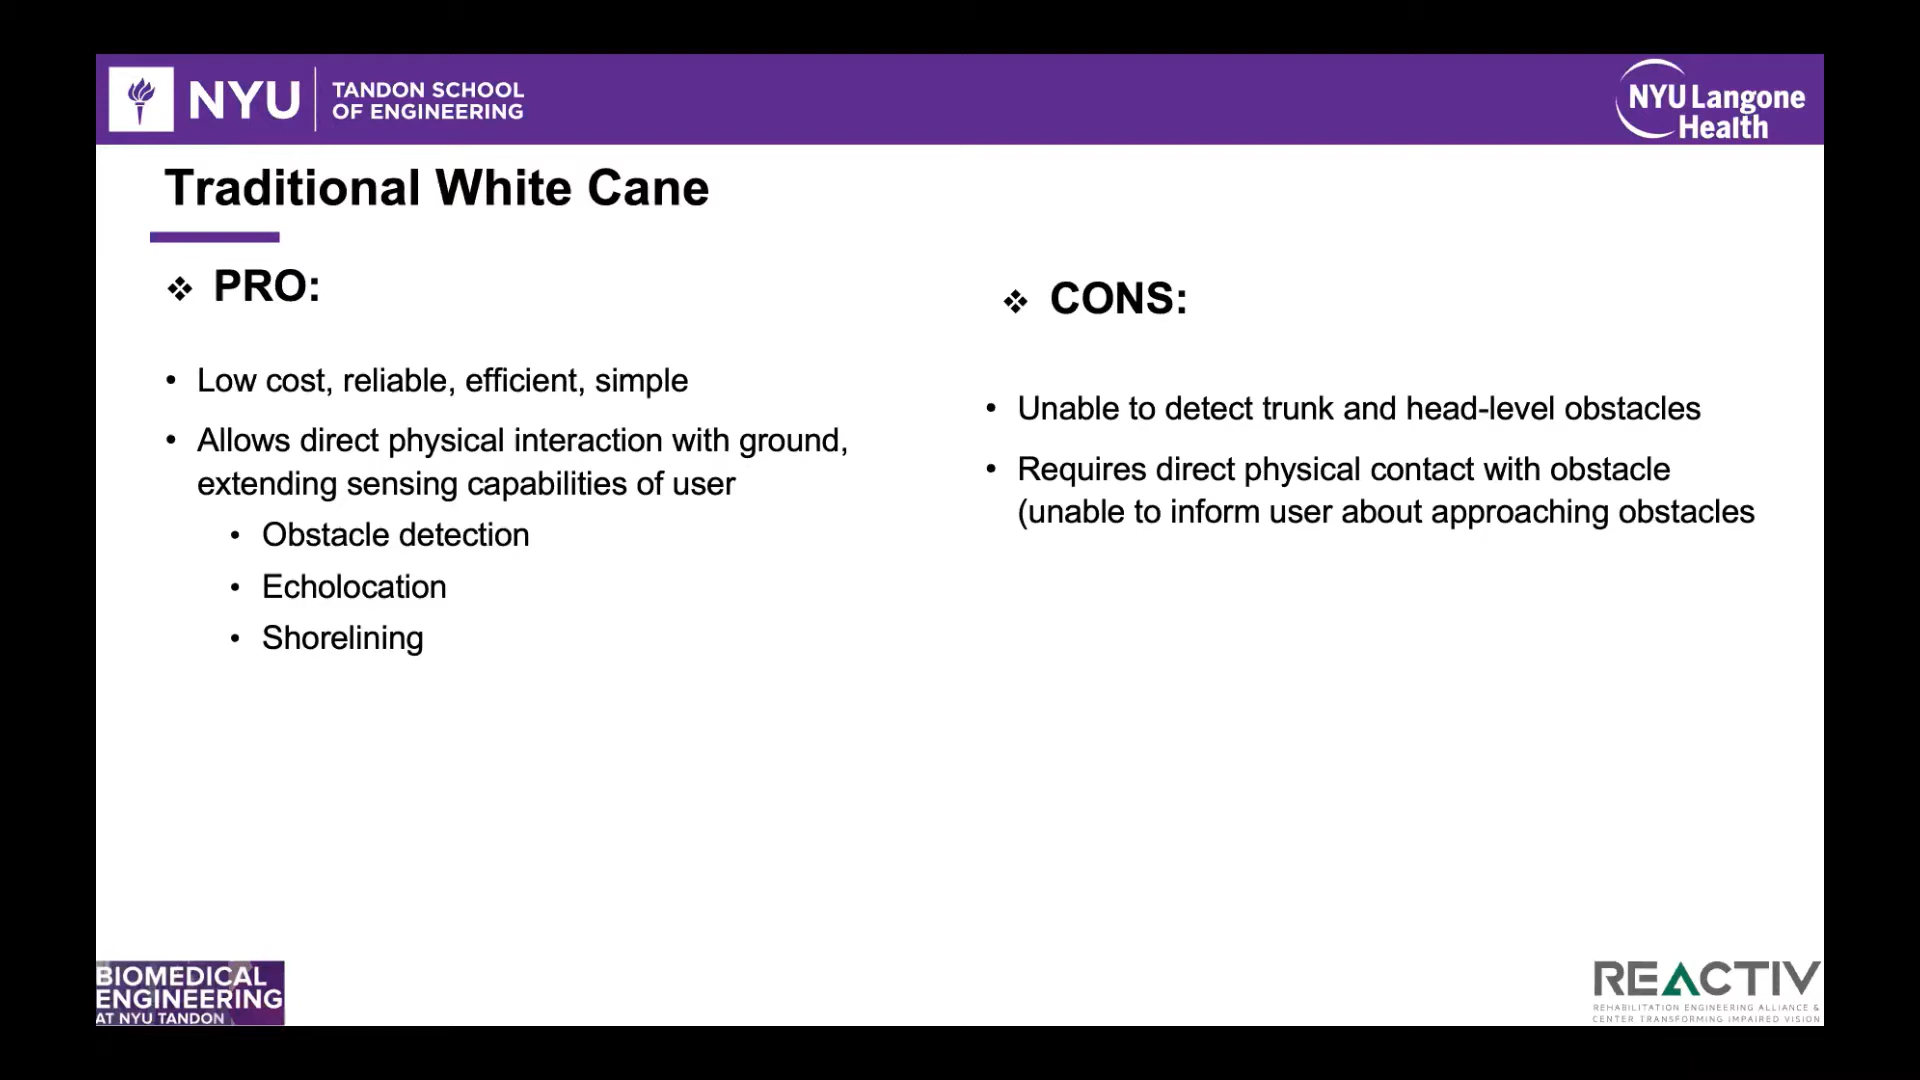 NYU
TANDON SCHOOL
OF ENGINEERING
NYU Langone
Health
Traditional White Cane
❖ PRO:
• Low cost, reliable, efficient, simple
• Allows direct physical interaction with ground,
extending sensing capabilities of user
• Obstacle detection
• Echolocation
• Shorelining
❖ CONS:
• Unable to detect trunk and head-level obstacles
• Requires direct physical contact with obstacle
(unable to inform user about approaching obstacles
BIOMEDICAL
ENGINEERING
AT NYU TANDON
REACTIV
REHABILITATION ENGINEERING ALLIANCE &
CENTER TRANSFORMING IMPAIRED VISION